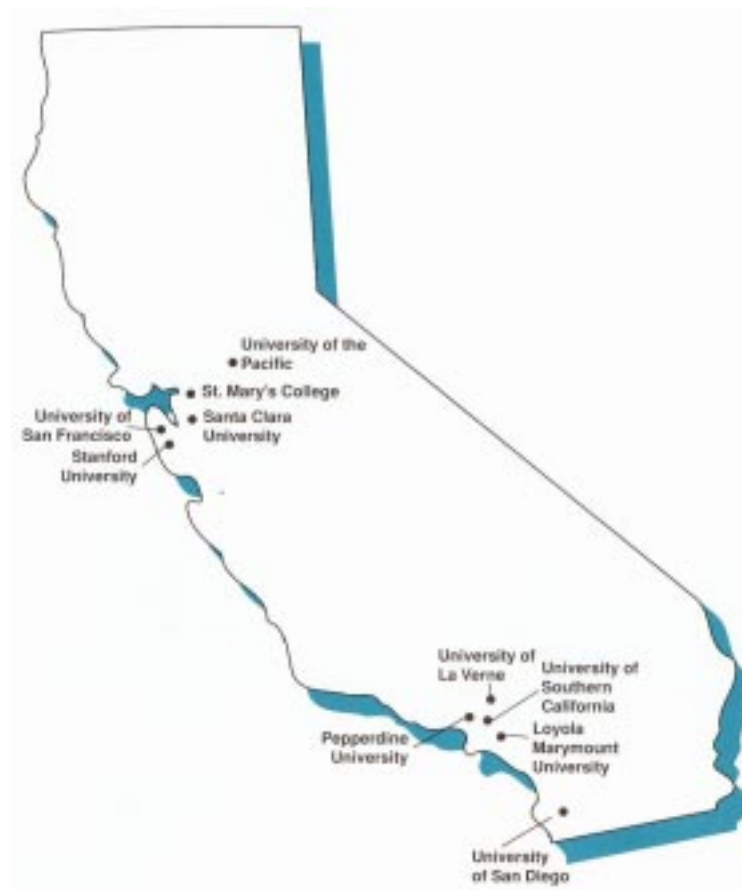 University of the
Pacific
St. Mary's College
Santa Clara
University
University of
San Francisco
Stanford
University
University of
La Verne
University of
Southern
California
Pepperdine
University
Loyola
Marymount
University
University
of San Diego